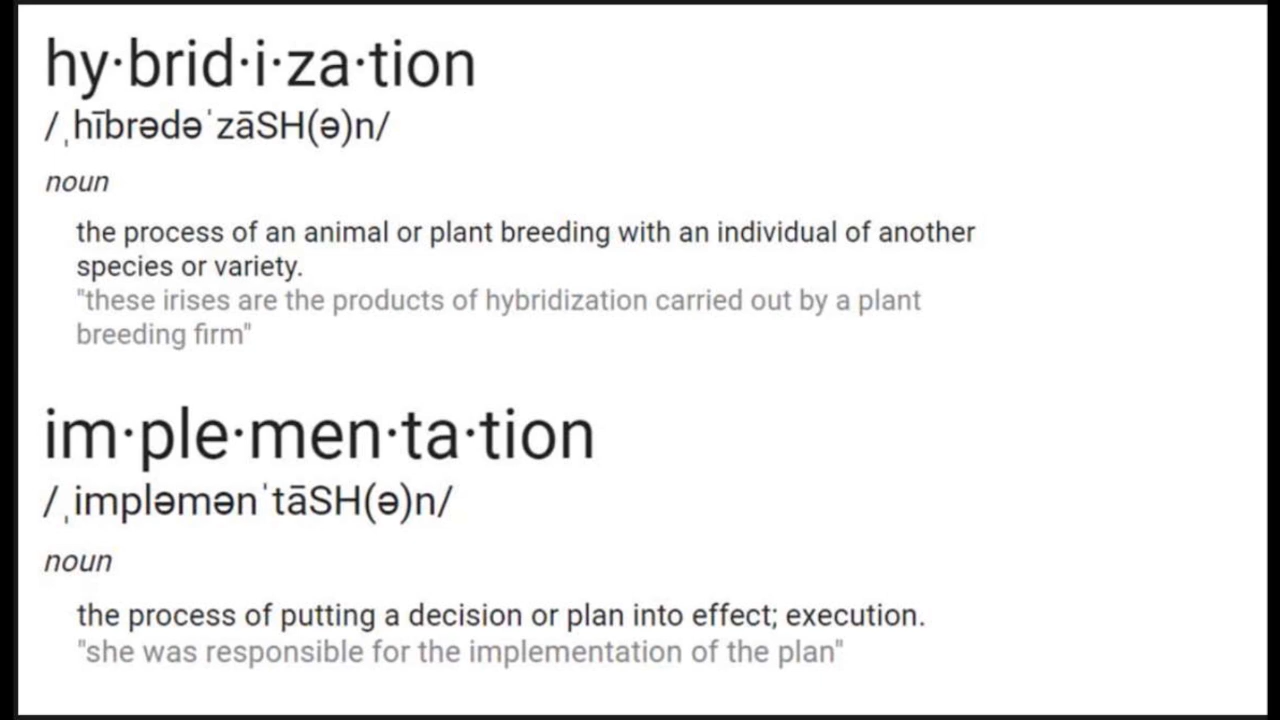 hy·brid·i·za·tion
/ˌhībrədəˈzāSH(ə)n/
noun
the process of an animal or plant breeding with an individual of another
species or variety.
"these irises are the products of hybridization carried out by a plant
breeding firm"
im·ple·men·ta·tion
/ˌimpləmənˈtāSH(ə)n/
noun
the process of putting a decision or plan into effect; execution.
"she was responsible for the implementation of the plan"